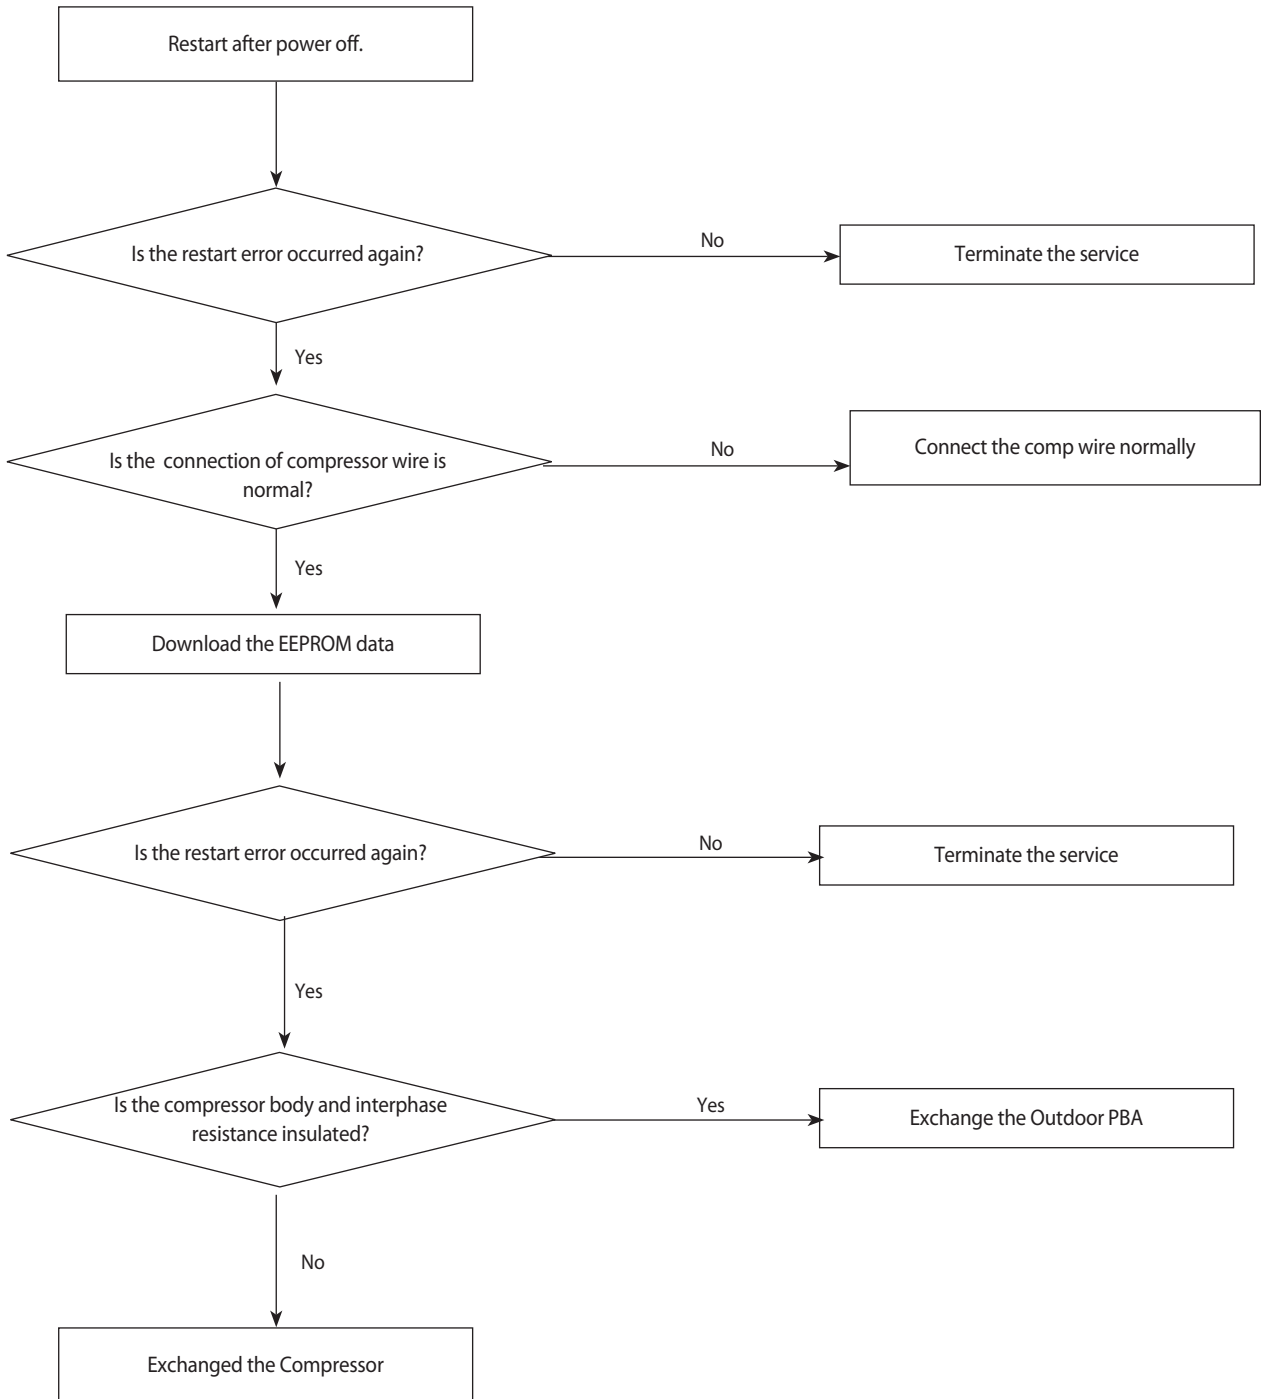 Restart after power off.
Is the restart error occurred again?
No
Terminate the service
Yes
Is the  connection of compressor wire is
normal?
No
Connect the comp wire normally
Yes
Download the EEPROM data
Is the restart error occurred again?
No
Terminate the service
Yes
Is the compressor body and interphase
resistance insulated?
Yes
Exchange the Outdoor PBA
No
Exchanged the Compressor